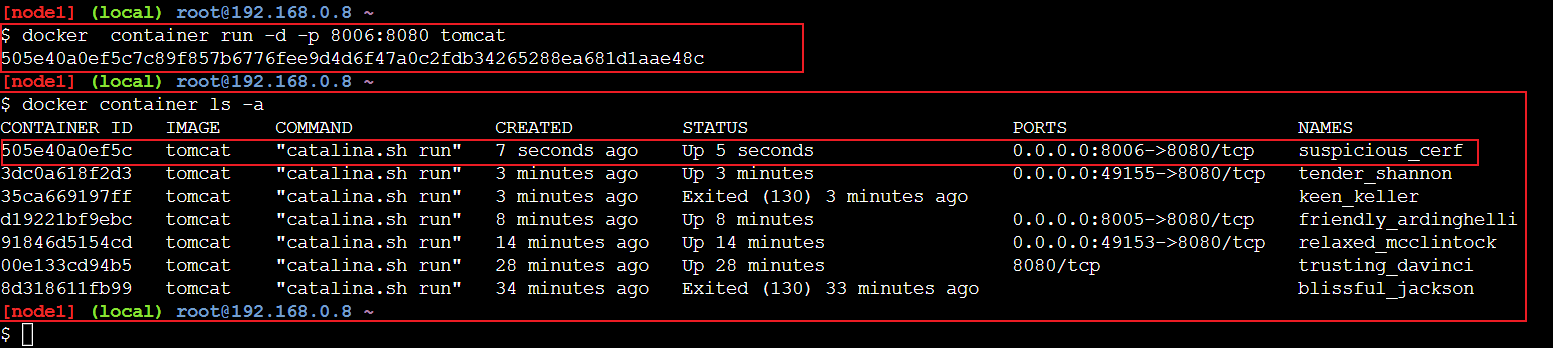 [node1] (local) root@192.168.0.8 ~
$ docker  container run -d -p 8006:8080 tomcat
505e40a0ef5c7c89f857b6776fee9d4d6f47a0c2fdb34265288ea681d1aae48c
[node1] (local) root@192.168.0.8 ~
$ docker container ls -a
CONTAINER ID   IMAGE     COMMAND             CREATED          STATUS                        PORTS                     NAMES
505e40a0ef5c   tomcat    "catalina.sh run"   7 seconds ago    Up 5 seconds                  0.0.0.0:8006->8080/tcp    suspicious_cerf
3dc0a618f2d3   tomcat    "catalina.sh run"   3 minutes ago    Up 3 minutes                  0.0.0.0:49155->8080/tcp   tender_shannon
35ca669197ff   tomcat    "catalina.sh run"   3 minutes ago    Exited (130) 3 minutes ago                              keen_keller
d19221bf9ebc   tomcat    "catalina.sh run"   8 minutes ago    Up 8 minutes                  0.0.0.0:8005->8080/tcp    friendly_ardinghelli
91846d5154cd   tomcat    "catalina.sh run"   14 minutes ago   Up 14 minutes                 0.0.0.0:49153->8080/tcp   relaxed_mcclintock
00e133cd94b5   tomcat    "catalina.sh run"   28 minutes ago   Up 28 minutes                 8080/tcp                  trusting_davinci
8d318611fb99   tomcat    "catalina.sh run"   34 minutes ago   Exited (130) 33 minutes ago                             blissful_jackson
[node1] (local) root@192.168.0.8 ~
$